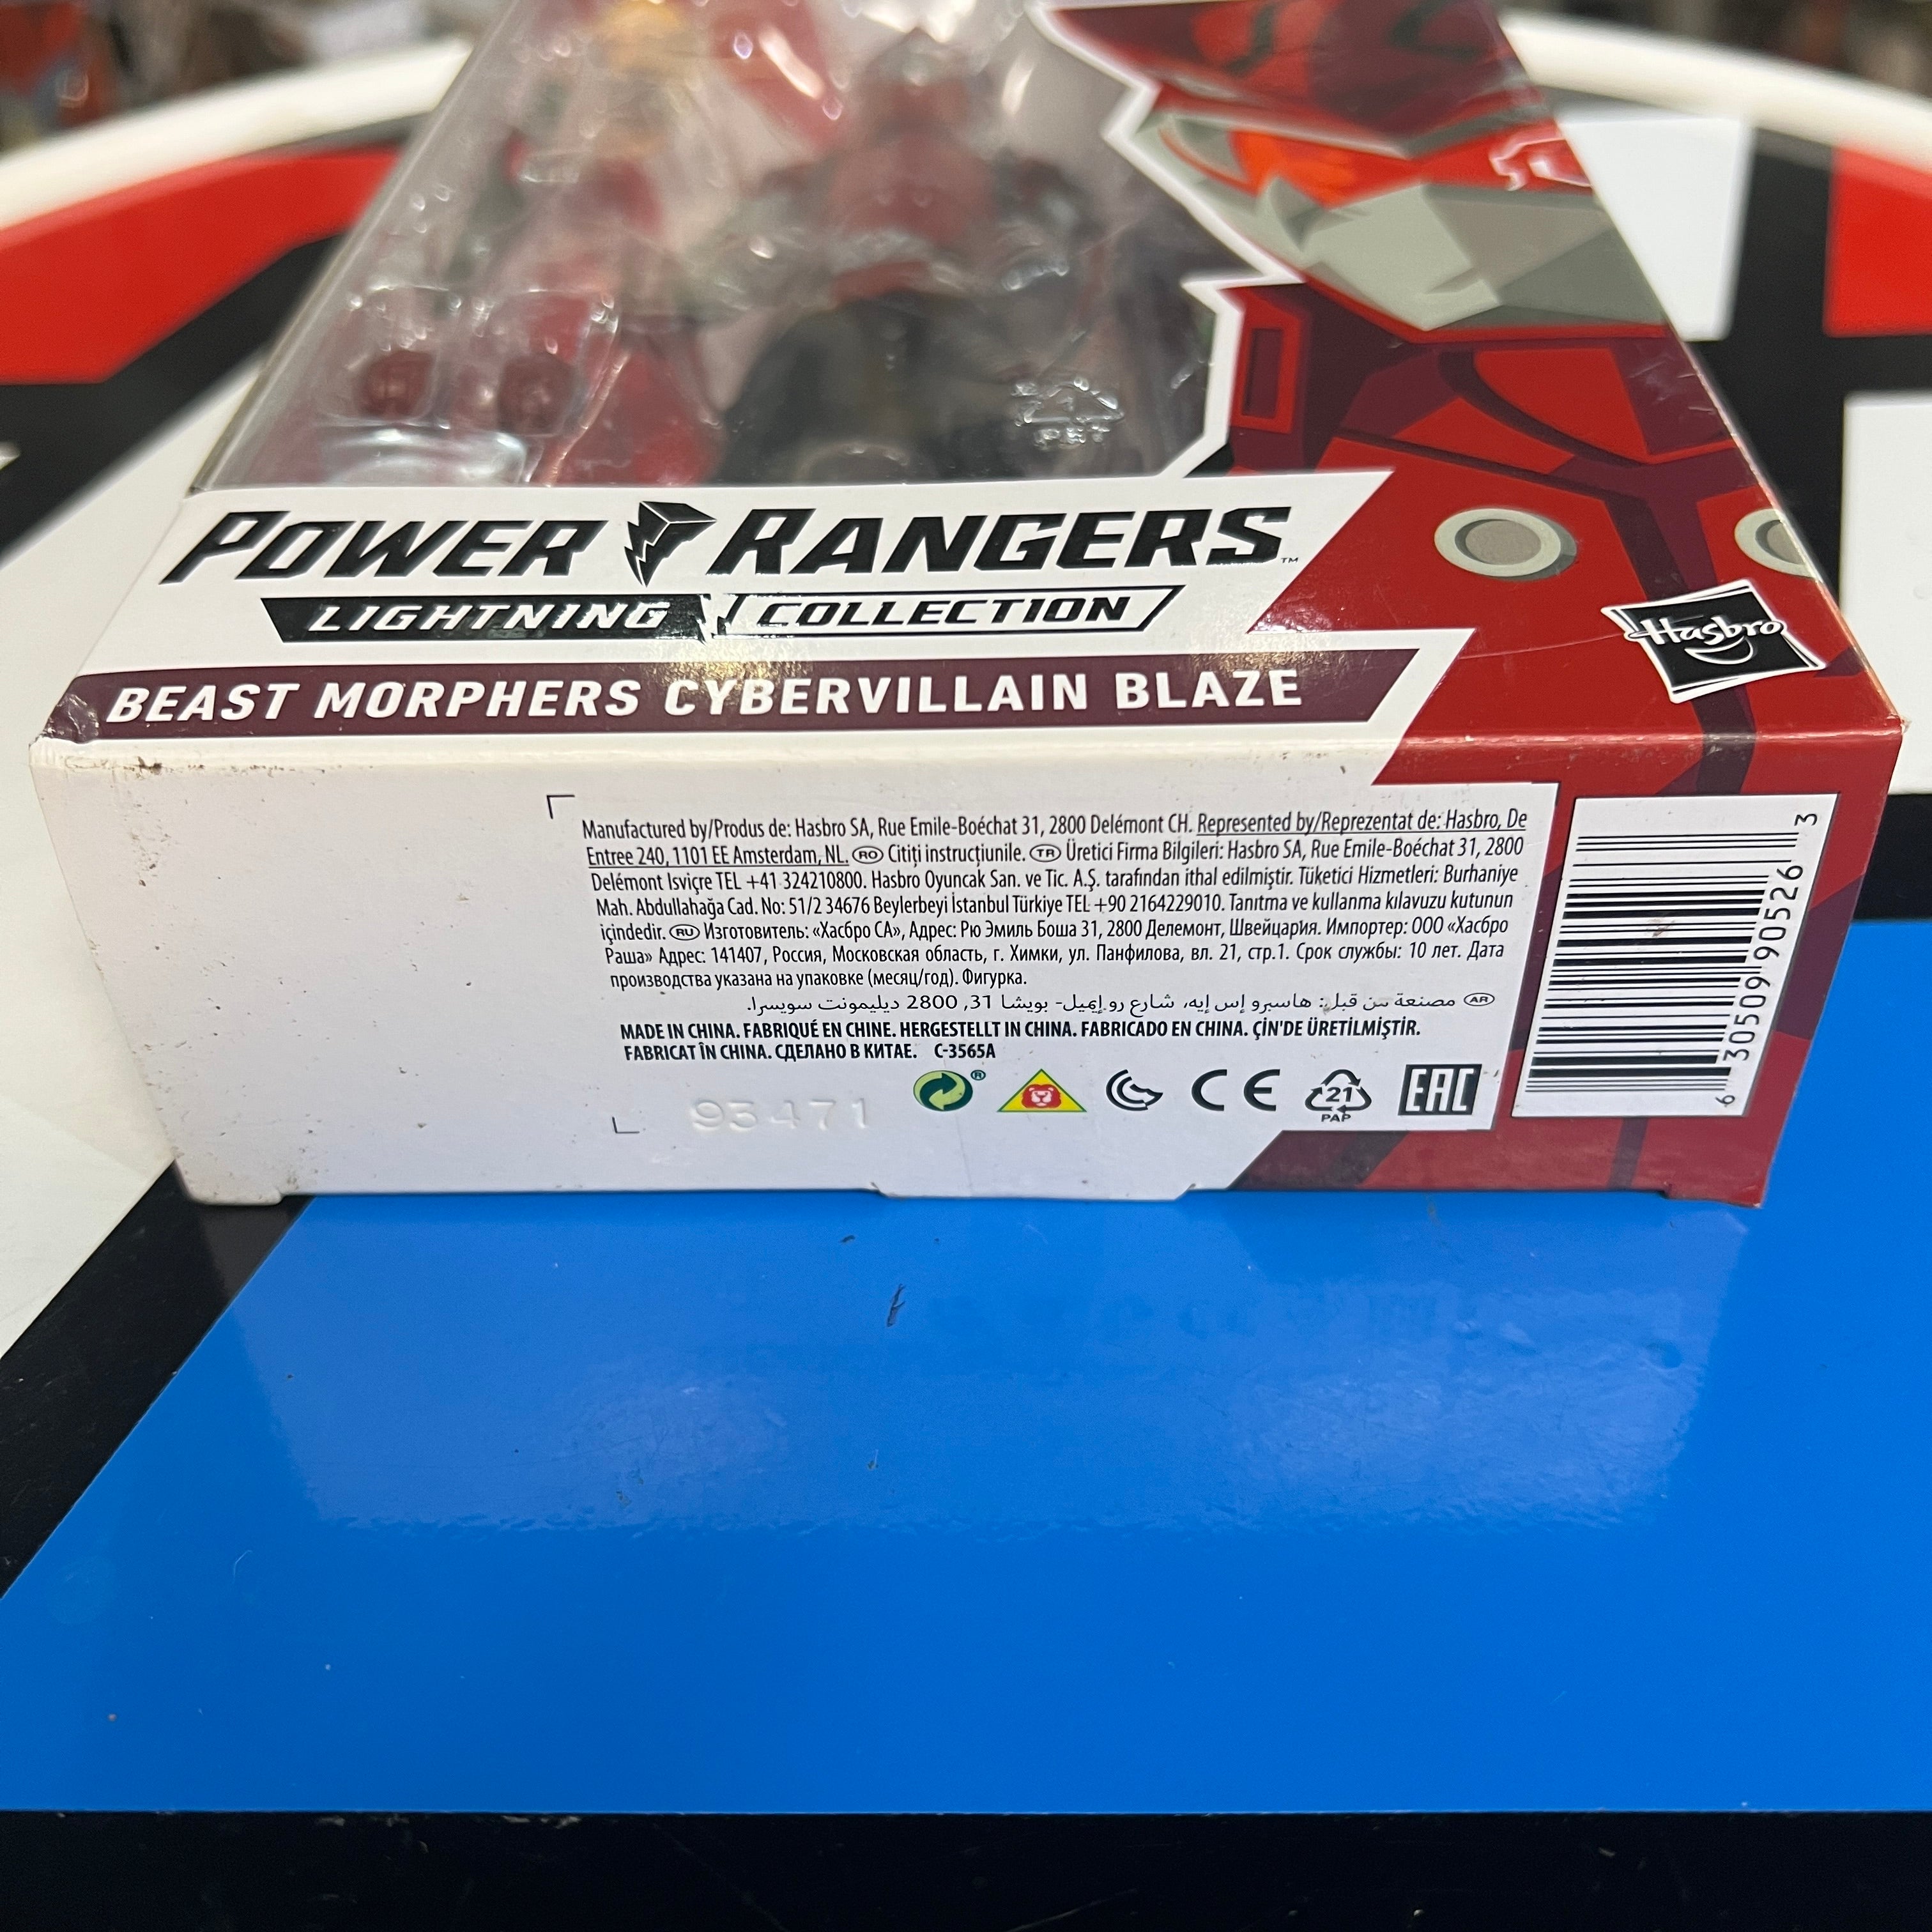 PET
POWER RANGERS™
LIGHTNING COLLECTION
BEAST MORPHERS CYBERVILLAIN BLAZE
Hasbro
Manufactured by/Produs de: Hasbro SA, Rue Emile-Boéchat 31, 2800 Delémont CH. Represented by/Reprezentat de: Hasbro, De
Entree 240, 1101 EE Amsterdam, NL. RO Citiți instrucțiunile. TR Üretici Firma Bilgileri: Hasbro SA, Rue Emile-Boéchat 31, 2800
Delémont Isviçre TEL +41 324210800. Hasbro Oyuncak San. ve Tic. A.Ş. tarafından ithal edilmiştir. Tüketici Hizmetleri: Burhaniye
Mah. Abdullahağa Cad. No: 51/2 34676 Beylerbeyi İstanbul Türkiye TEL +90 2164229010. Tanıtma ve kullanma kılavuzu kutunun
içindedir. RU Изготовитель: «Хасбро СА», Адрес: Рю Эмиль Боша 31, 2800 Делемонт, Швейцария. Импортер: ООО «Хасбро
Раша» Адрес: 141407, Россия, Московская область, г. Химки, ул. Панфилова, вл. 21, стр.1. Срок службы: 10 лет. Дата
производства указана на упаковке (месяц/год). Фигурка.
AR مصنعة من قبل: هاسبرو إس إيه، شارع رو إميل- بويشا 31, 2800 ديليمونت سويسرا.
MADE IN CHINA. FABRIQUÉ EN CHINE. HERGESTELLT IN CHINA. FABRICADO EN CHINA. ÇİN'DE ÜRETİLMİŞTİR.
FABRICAT ÎN CHINA. СДЕЛАНО В КИТАЕ. C-3565A
® CE 21 PAP EAC
93471
6 30509 90526 3